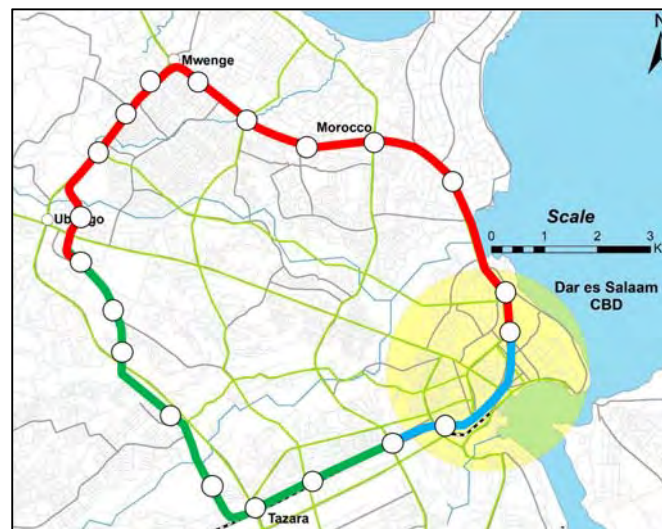 N
Mwenge
Morocco
Scale
0 1 2 3
K
Dar es Salaam
CBD
Tazara